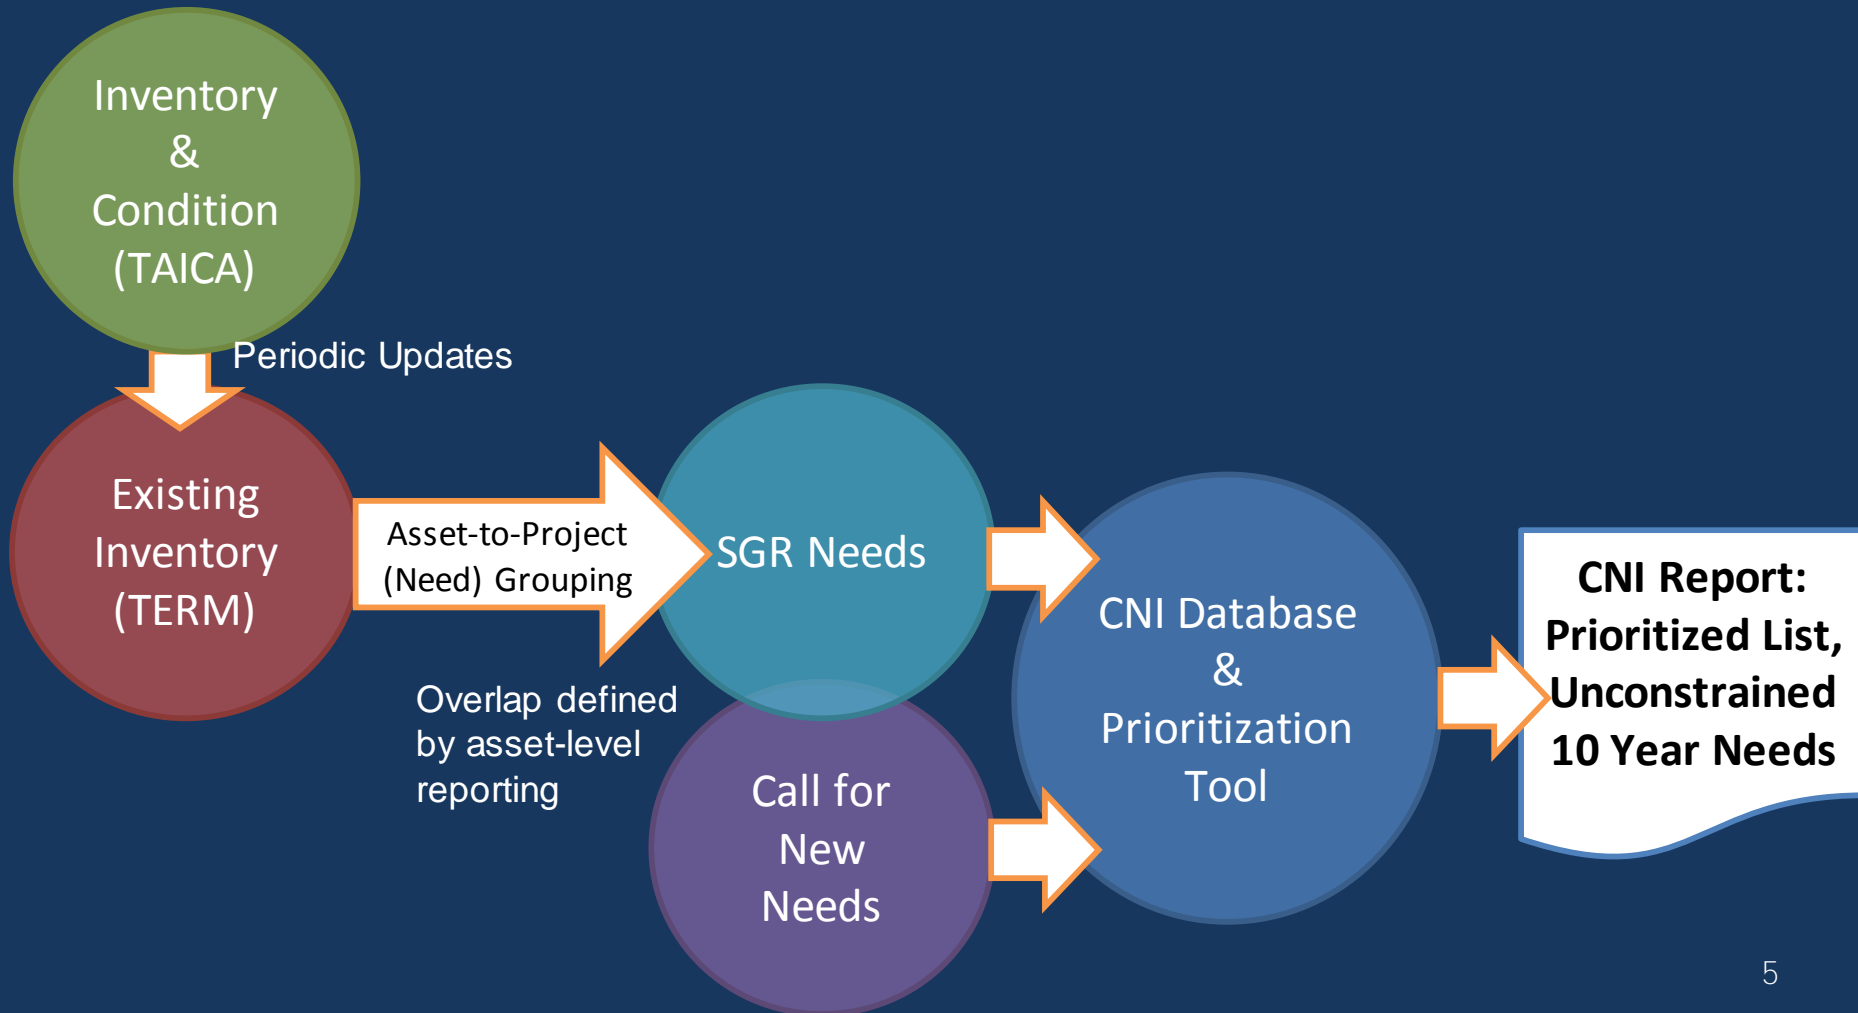 Inventory
&
Condition
(TAICA)
Periodic Updates
Existing
Inventory
(TERM)
Asset-to-Project
(Need) Grouping
SGR Needs
Overlap defined
by asset-level
reporting
Call for
New
Needs
CNI Database
&
Prioritization
Tool
CNI Report:
Prioritized List,
Unconstrained
10 Year Needs
5